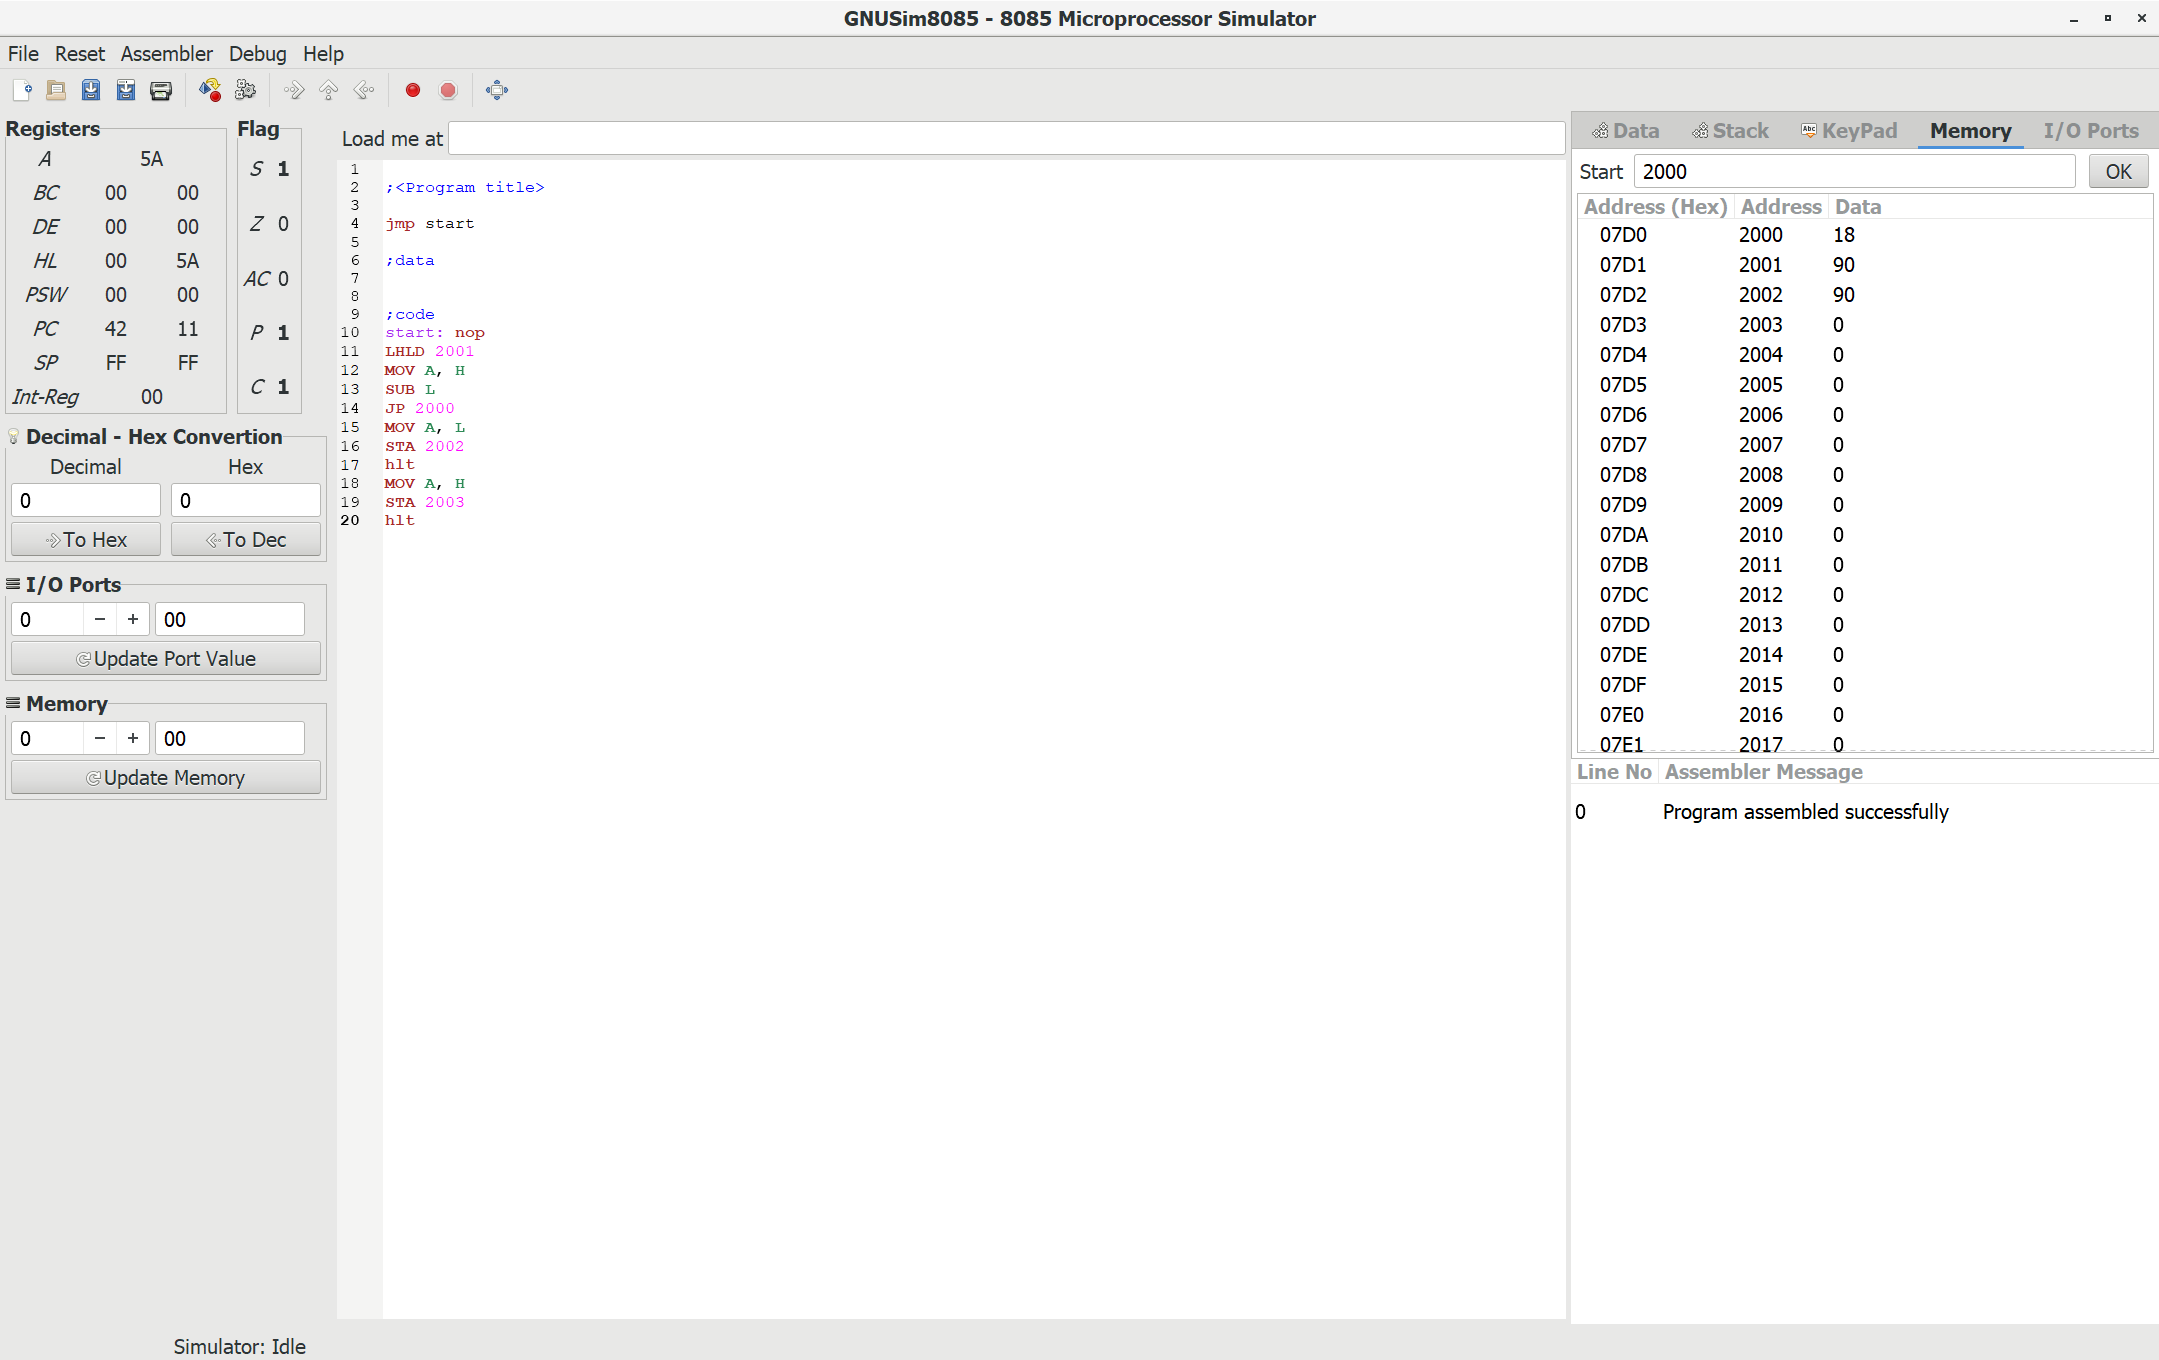 GNUSim8085 - 8085 Microprocessor Simulator
File Reset Assembler Debug Help
Registers
A 5A
BC 00 00
DE 00 00
HL 00 5A
PSW 00 00
PC 42 11
SP FF FF
Int-Reg 00
Flag
S 1
Z 0
AC 0
P 1
C 1
Decimal - Hex Convertion
Decimal Hex
0 0
To Hex To Dec
I/O Ports
0 − + 00
Update Port Value
Memory
0 − + 00
Update Memory
Load me at
1
2 ;<Program title>
3
4 jmp start
5
6 ;data
7
8
9 ;code
10 start: nop
11 LHLD 2001
12 MOV A, H
13 SUB L
14 JP 2000
15 MOV A, L
16 STA 2002
17 hlt
18 MOV A, H
19 STA 2003
20 hlt
Data Stack KeyPad Memory I/O Ports
Start 2000 OK
Address (Hex) Address Data
07D0 2000 18
07D1 2001 90
07D2 2002 90
07D3 2003 0
07D4 2004 0
07D5 2005 0
07D6 2006 0
07D7 2007 0
07D8 2008 0
07D9 2009 0
07DA 2010 0
07DB 2011 0
07DC 2012 0
07DD 2013 0
07DE 2014 0
07DF 2015 0
07E0 2016 0
07E1 2017 0
Line No Assembler Message
0 Program assembled successfully
Simulator: Idle